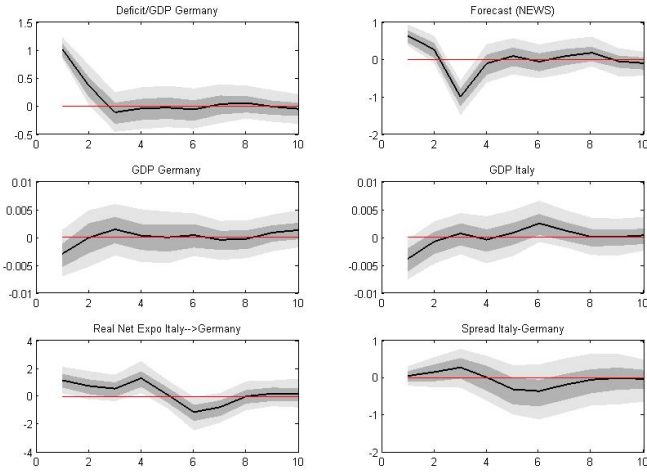 Deficit/GDP Germany
1.5
1
0.5
0
-0.5
0 2 4 6 8 10
Forecast (NEWS)
1
0
-1
-2
0 2 4 6 8 10
GDP Germany
0.01
0.005
0
-0.005
-0.01
0 2 4 6 8 10
GDP Italy
0.01
0.005
0
-0.005
-0.01
0 2 4 6 8 10
Real Net Expo Italy-->Germany
4
2
0
-2
-4
0 2 4 6 8 10
Spread Italy-Germany
1
0
-1
-2
0 2 4 6 8 10